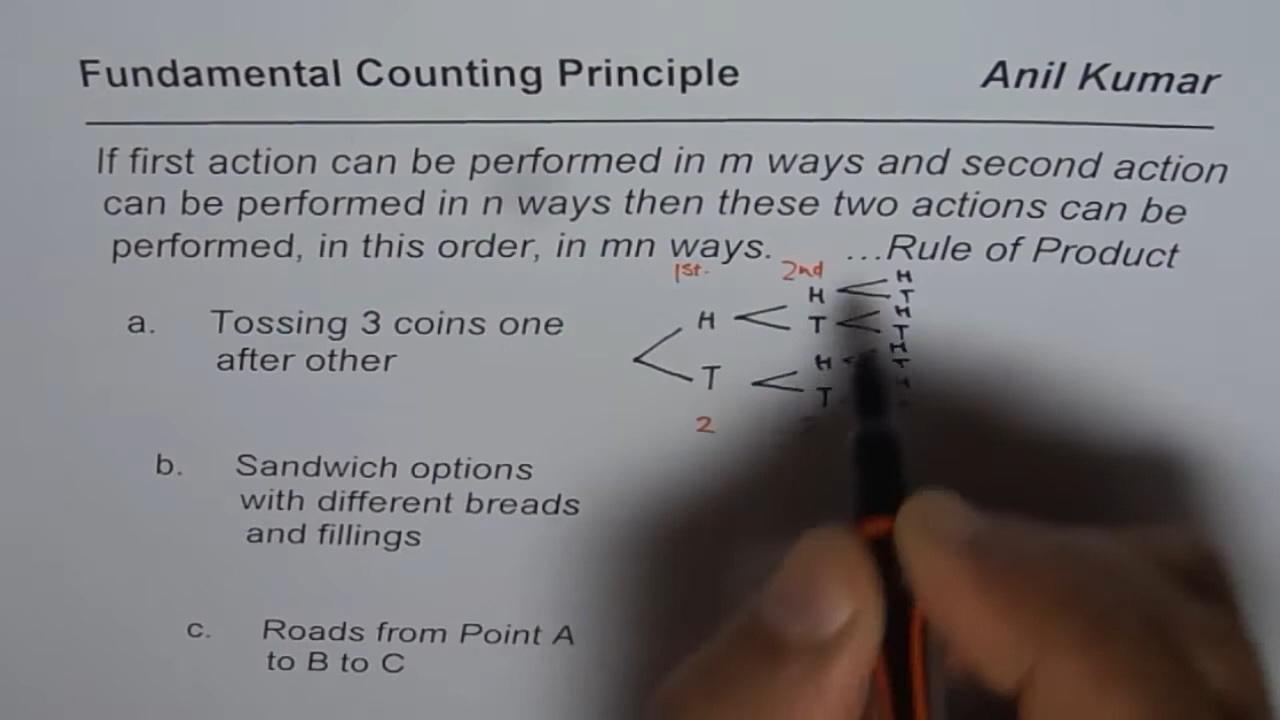 Fundamental Counting Principle Anil Kumar
If first action can be performed in m ways and second action
can be performed in n ways then these two actions can be
performed, in this order, in mn ways. ...Rule of Product
1st. 2nd
H
H T
H
a. Tossing 3 coins one
after other
H T
H
T
H
T
H
T
T
2
b. Sandwich options
with different breads
and fillings
c. Roads from Point A
to B to C